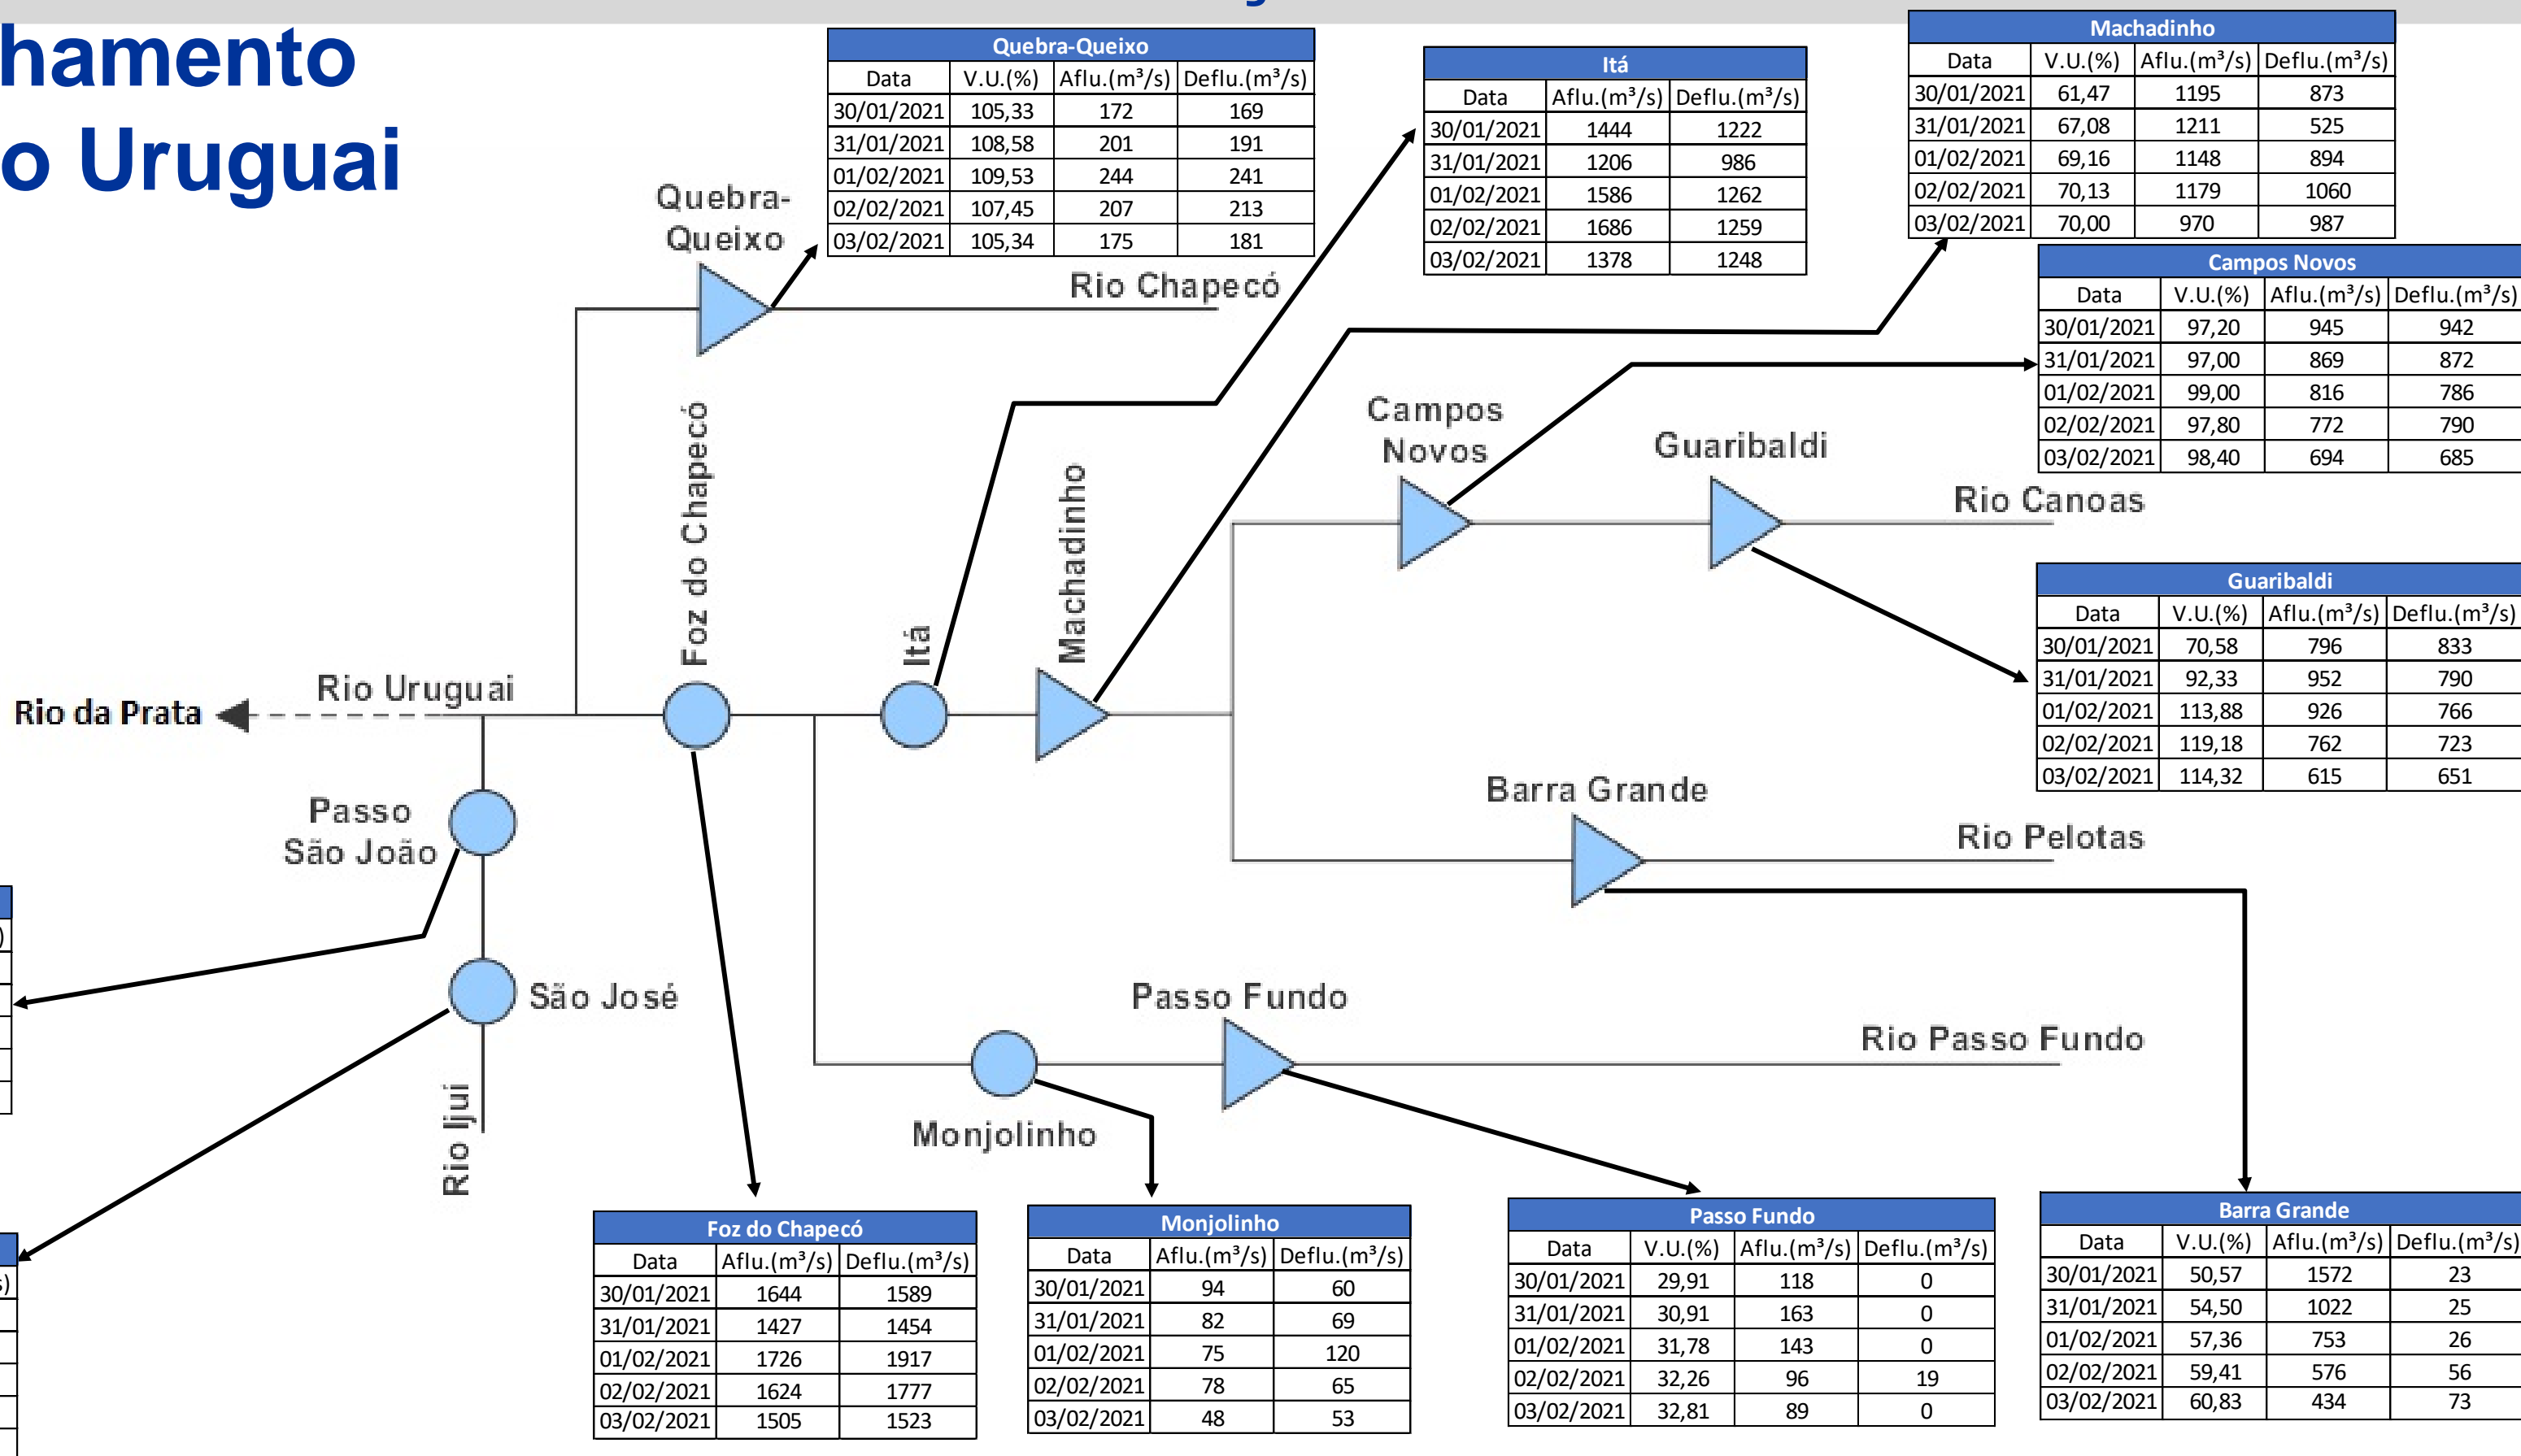 hamento
o Uruguai
Quebra-Queixo
Data V.U.(%) Aflu.(m³/s) Deflu.(m³/s)
30/01/2021 105,33 172 169
31/01/2021 108,58 201 191
01/02/2021 109,53 244 241
02/02/2021 107,45 207 213
03/02/2021 105,34 175 181
Itá
Data Aflu.(m³/s) Deflu.(m³/s)
30/01/2021 1444 1222
31/01/2021 1206 986
01/02/2021 1586 1262
02/02/2021 1686 1259
03/02/2021 1378 1248
Machadinho
Data V.U.(%) Aflu.(m³/s) Deflu.(m³/s)
30/01/2021 61,47 1195 873
31/01/2021 67,08 1211 525
01/02/2021 69,16 1148 894
02/02/2021 70,13 1179 1060
03/02/2021 70,00 970 987
Campos Novos
Data V.U.(%) Aflu.(m³/s) Deflu.(m³/s)
30/01/2021 97,20 945 942
31/01/2021 97,00 869 872
01/02/2021 99,00 816 786
02/02/2021 97,80 772 790
03/02/2021 98,40 694 685
Quebra-
Queixo
Rio Chapecó
Foz do Chapecó
Itá
Machadinho
Campos
Novos
Guaribaldi
Rio Canoas
Guaribaldi
Data V.U.(%) Aflu.(m³/s) Deflu.(m³/s)
30/01/2021 70,58 796 833
31/01/2021 92,33 952 790
01/02/2021 113,88 926 766
02/02/2021 119,18 762 723
03/02/2021 114,32 615 651
Rio Uruguai
Rio da Prata
Passo
São João
Barra Grande
Rio Pelotas
)
São José
Passo Fundo
Rio Passo Fundo
Monjolinho
Rio Ijui
s)
Foz do Chapecó
Data Aflu.(m³/s) Deflu.(m³/s)
30/01/2021 1644 1589
31/01/2021 1427 1454
01/02/2021 1726 1917
02/02/2021 1624 1777
03/02/2021 1505 1523
Monjolinho
Data Aflu.(m³/s) Deflu.(m³/s)
30/01/2021 94 60
31/01/2021 82 69
01/02/2021 75 120
02/02/2021 78 65
03/02/2021 48 53
Passo Fundo
Data V.U.(%) Aflu.(m³/s) Deflu.(m³/s)
30/01/2021 29,91 118 0
31/01/2021 30,91 163 0
01/02/2021 31,78 143 0
02/02/2021 32,26 96 19
03/02/2021 32,81 89 0
Barra Grande
Data V.U.(%) Aflu.(m³/s) Deflu.(m³/s)
30/01/2021 50,57 1572 23
31/01/2021 54,50 1022 25
01/02/2021 57,36 753 26
02/02/2021 59,41 576 56
03/02/2021 60,83 434 73